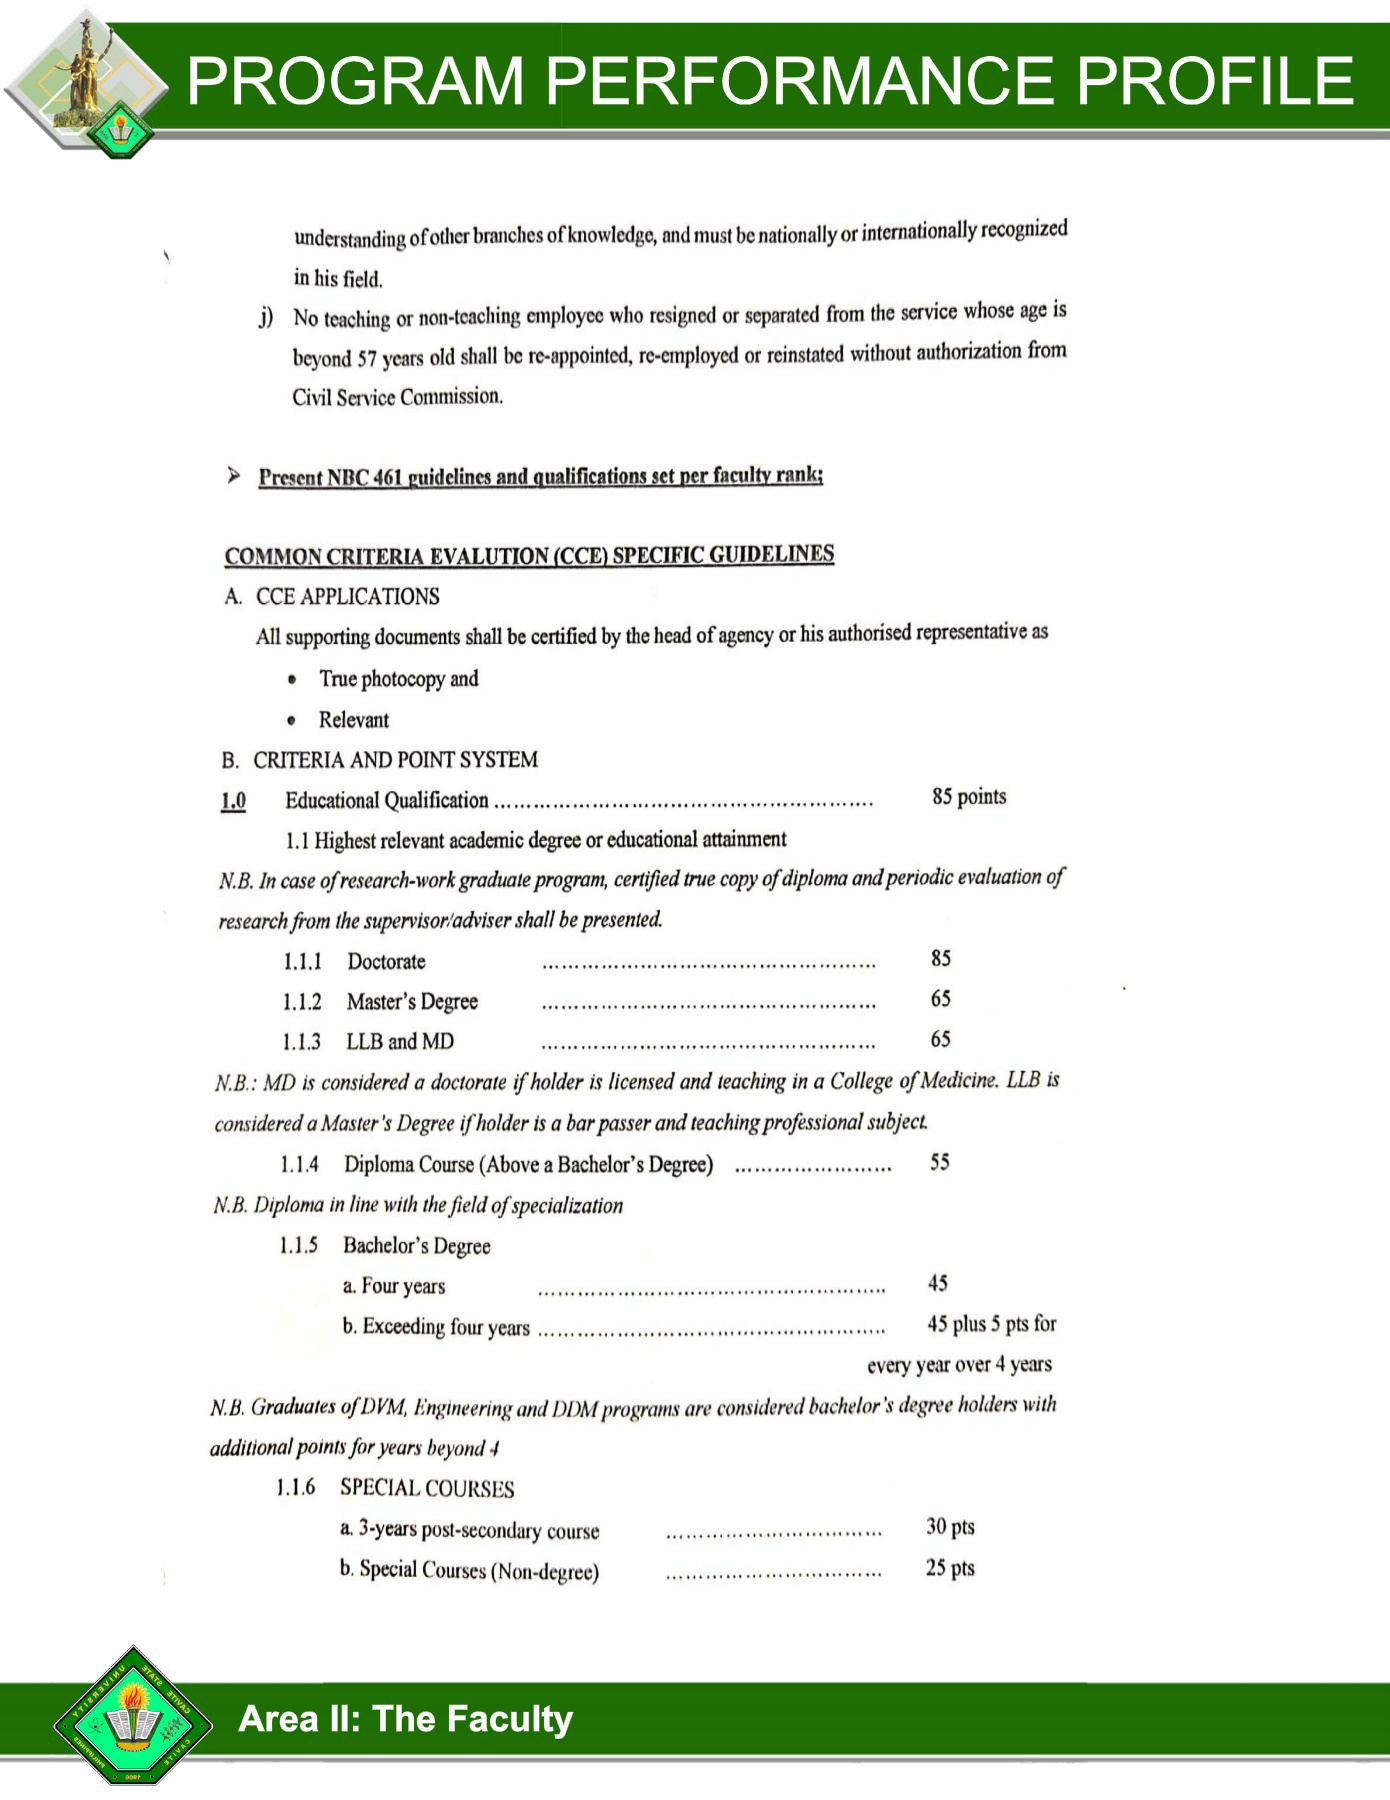 PROGRAM PERFORMANCE PROFILE
understanding of other branches of knowledge, and must be nationally or internationally recognized
in his field.
j) No teaching or non-teaching employee who resigned or separated from the service whose age is
beyond 57 years old shall be re-appointed, re-employed or reinstated without authorization from
Civil Service Commission.
➢ Present NBC 461 guidelines and qualifications set per faculty rank;
COMMON CRITERIA EVALUTION (CCE) SPECIFIC GUIDELINES
A. CCE APPLICATIONS
All supporting documents shall be certified by the head of agency or his authorised representative as
• True photocopy and
• Relevant
B. CRITERIA AND POINT SYSTEM
1.0 Educational Qualification ………………………………………………… 85 points
1.1 Highest relevant academic degree or educational attainment
N.B. In case of research-work graduate program, certified true copy of diploma and periodic evaluation of
research from the supervisor/adviser shall be presented.
1.1.1 Doctorate …………………………………………… 85
1.1.2 Master's Degree …………………………………………… 65
1.1.3 LLB and MD …………………………………………… 65
N.B.: MD is considered a doctorate if holder is licensed and teaching in a College of Medicine. LLB is
considered a Master's Degree if holder is a bar passer and teaching professional subject.
1.1.4 Diploma Course (Above a Bachelor's Degree) …………………… 55
N.B. Diploma in line with the field of specialization
1.1.5 Bachelor's Degree
a. Four years …………………………………………… 45
b. Exceeding four years …………………………………………… 45 plus 5 pts for
every year over 4 years
N.B. Graduates of DVM, Engineering and DDM programs are considered bachelor's degree holders with
additional points for years beyond 4
1.1.6 SPECIAL COURSES
a. 3-years post-secondary course …………………………… 30 pts
b. Special Courses (Non-degree) …………………………… 25 pts
CAVITE STATE UNIVERSITY
CAVITE PHILIPPINES
1906
Area II: The Faculty